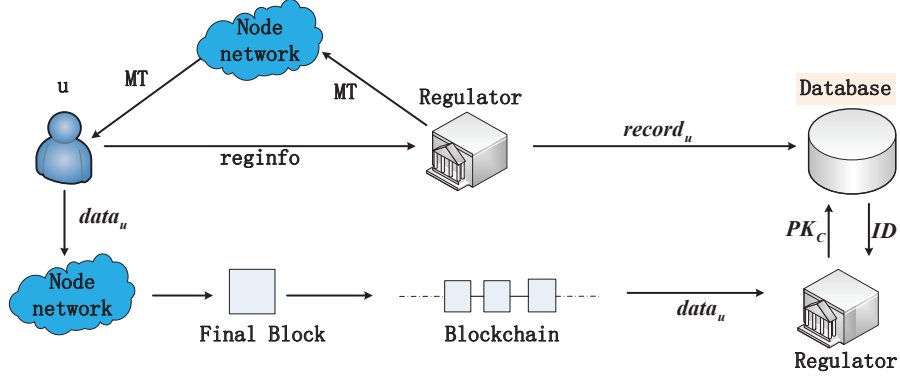 Node
network
MT
MT
u
Regulator
Database
reginfo
record_u
data_u
PK_C
ID
Node
network
Final Block
Blockchain
data_u
Regulator